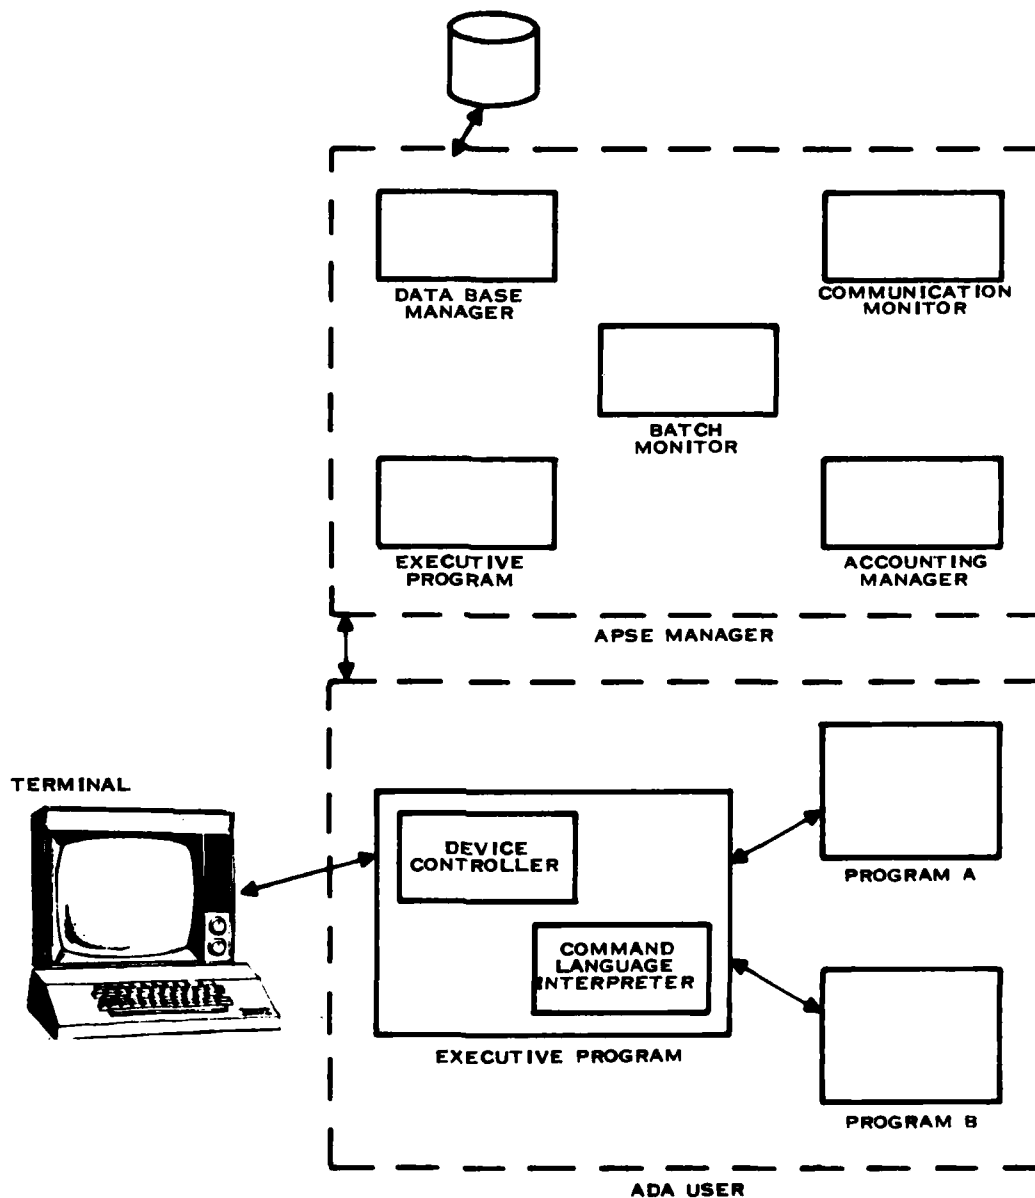 DATA BASE
MANAGER
COMMUNICATION
MONITOR
BATCH
MONITOR
EXECUTIVE
PROGRAM
ACCOUNTING
MANAGER
APSE MANAGER
TERMINAL
DEVICE
CONTROLLER
COMMAND
LANGUAGE
INTERPRETER
EXECUTIVE PROGRAM
PROGRAM A
PROGRAM B
ADA USER